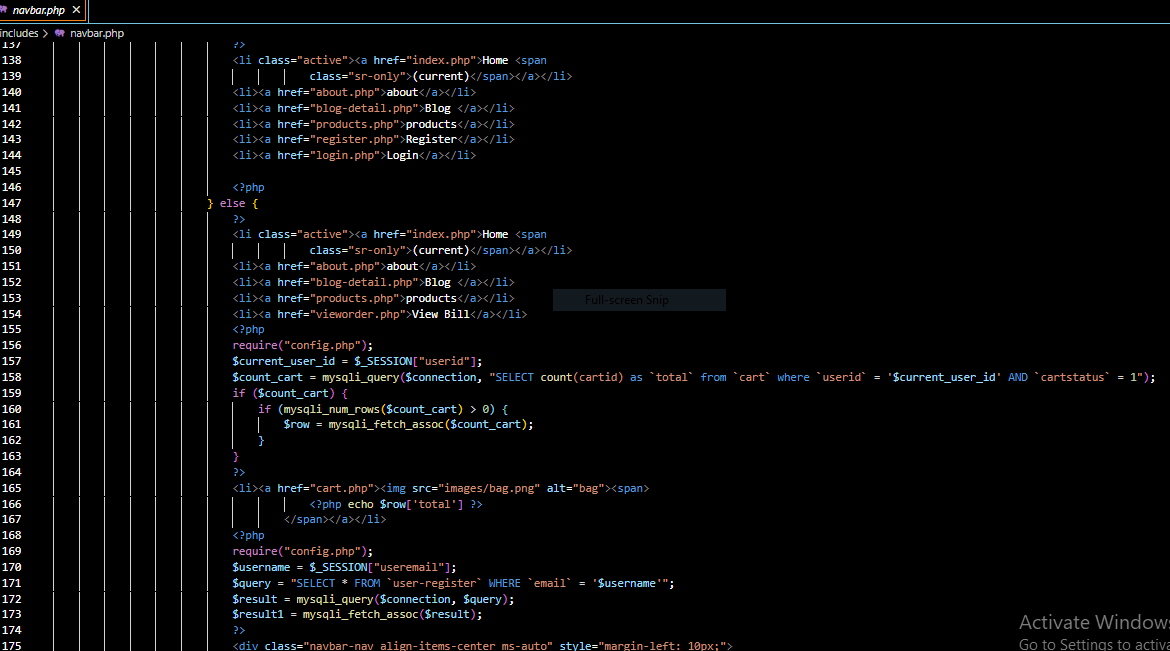 navbar.php ×
includes > navbar.php
137 ?>
138 <li class="active"><a href="index.php">Home <span
139 class="sr-only">(current)</span></a></li>
140 <li><a href="about.php">about</a></li>
141 <li><a href="blog-detail.php">Blog </a></li>
142 <li><a href="products.php">products</a></li>
143 <li><a href="register.php">Register</a></li>
144 <li><a href="login.php">Login</a></li>
145
146 <?php
147 } else {
148 ?>
149 <li class="active"><a href="index.php">Home <span
150 class="sr-only">(current)</span></a></li>
151 <li><a href="about.php">about</a></li>
152 <li><a href="blog-detail.php">Blog </a></li>
153 <li><a href="products.php">products</a></li>
Full-screen Snip
154 <li><a href="vieworder.php">View Bill</a></li>
155 <?php
156 require("config.php");
157 $current_user_id = $_SESSION["userid"];
158 $count_cart = mysqli_query($connection, "SELECT count(cartid) as `total` from `cart` where `userid` = '$current_user_id' AND `cartstatus` = 1");
159 if ($count_cart) {
160 if (mysqli_num_rows($count_cart) > 0) {
161 $row = mysqli_fetch_assoc($count_cart);
162 }
163 }
164 ?>
165 <li><a href="cart.php"><img src="images/bag.png" alt="bag"><span>
166 <?php echo $row['total'] ?>
167 </span></a></li>
168 <?php
169 require("config.php");
170 $username = $_SESSION["useremail"];
171 $query = "SELECT * FROM `user-register` WHERE `email` = '$username'";
172 $result = mysqli_query($connection, $query);
173 $result1 = mysqli_fetch_assoc($result);
174 ?>
175 <div class="navbar-nav align-items-center ms-auto" style="margin-left: 10px;">
Activate Windows
Go to Settings to activa